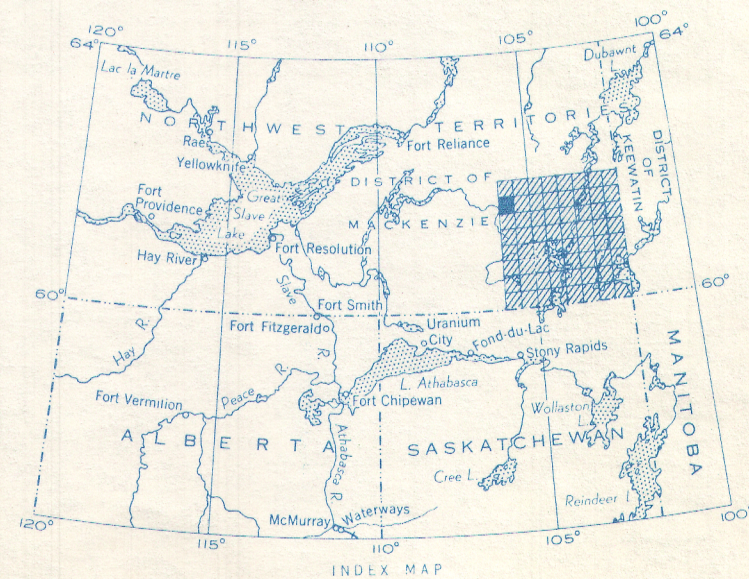 120°
115°
110°
105°
100°
64°
64°
Dubawnt
L.
Lac la Martre
NORTHWEST TERRITORIES
Rae
Fort Reliance
Yellowknife
DISTRICT OF
MACKENZIE
DISTRICT
OF
KEEWATIN
Fort
Providence
Great
Slave
Lake
Hay River
Fort Resolution
Slave
R.
60°
60°
Fort Smith
Fort Fitzgerald
Uranium
City
Fond-du-Lac
Stony Rapids
Hay R.
L. Athabasca
MANITOBA
Fort Vermilion
Peace R.
Fort Chipewan
Wollaston
L.
ALBERTA
SASKATCHEWAN
Athabasca R.
Cree L.
Reindeer L.
McMurray
Waterways
120°
115°
110°
105°
100°
INDEX MAP